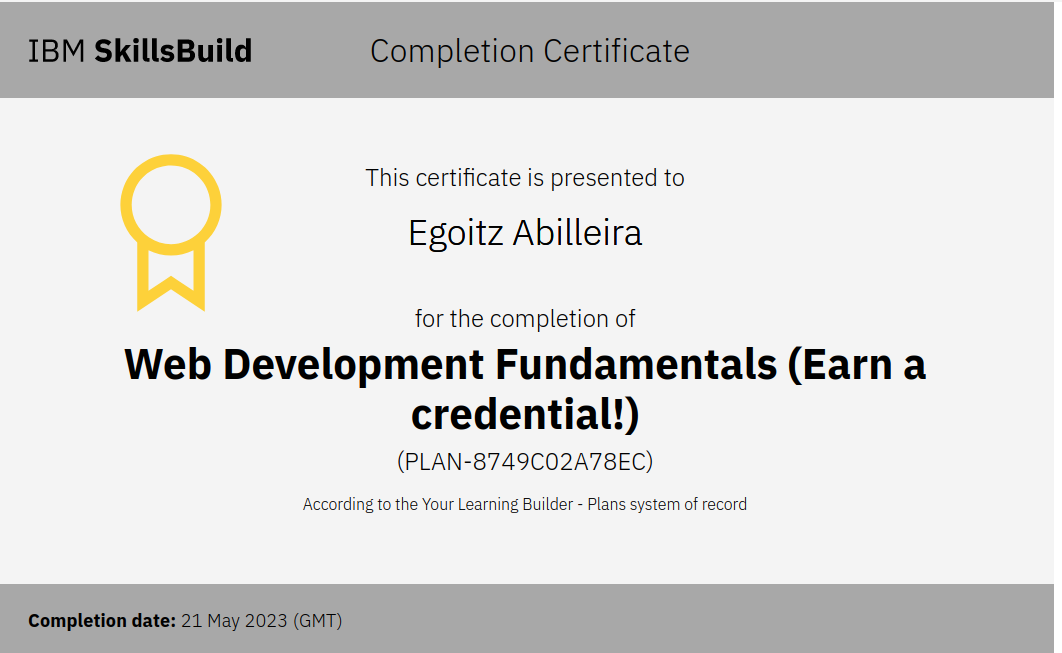 IBM SkillsBuild
Completion Certificate
This certificate is presented to
Egoitz Abilleira
for the completion of
Web Development Fundamentals (Earn a
credential!)
(PLAN-8749C02A78EC)
According to the Your Learning Builder - Plans system of record
Completion date: 21 May 2023 (GMT)